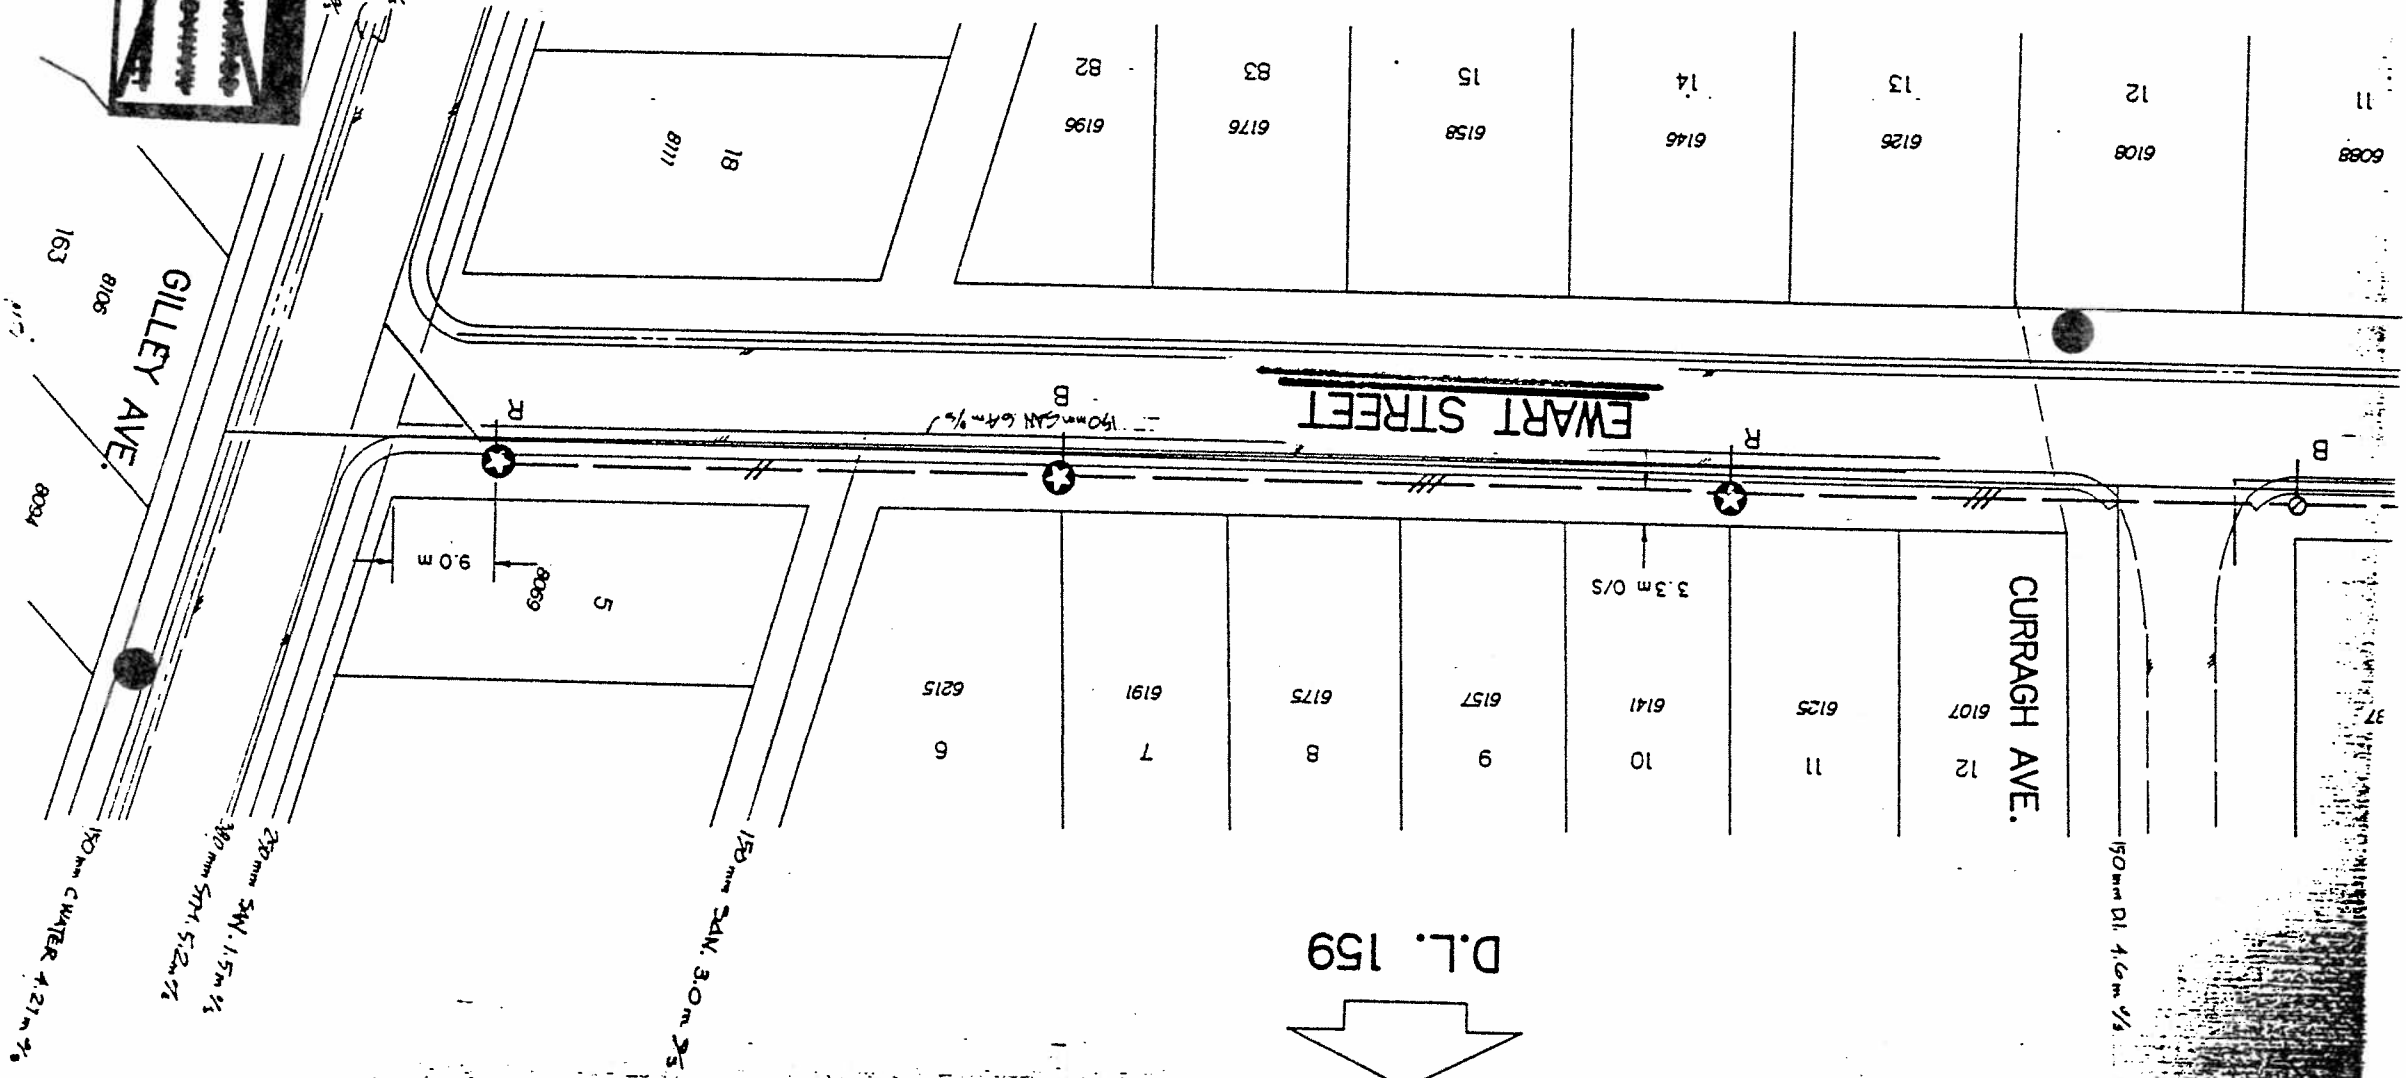 82
83
15
14
13
12
11
6196
6176
6158
6146
6126
6108
6088
18
8111
163
8106
GILLEY AVE.
8094
R
B
150mm SAN 6.4m o/s
EWART STREET
R
B
9.0 m
8069
5
3.3m O/S
CURRAGH AVE.
6215
6191
6175
6157
6141
6125
6107
37
6
7
8
9
10
11
12
150mm C WATER 4.27m o/s
STM. 5.2m o/s
250mm SAN. 1.5m o/s
150mm SAN. 3.0m o/s
150mm D.I. 4.6m o/s
D.L. 159